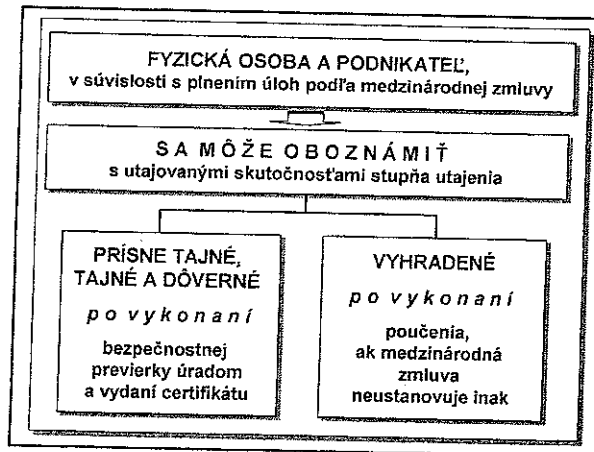 FYZICKÁ OSOBA A PODNIKATEĽ,
v súvislosti s plnením úloh podľa medzinárodnej zmluvy
SA MÔŽE OBOZNÁMIŤ
s utajovanými skutočnosťami stupňa utajenia
PRÍSNE TAJNÉ,
TAJNÉ A DÔVERNÉ
po vykonaní
bezpečnostnej
previerky úradom
a vydaní certifikátu
VYHRADENÉ
po vykonaní
poučenia,
ak medzinárodná
zmluva
neustanovuje inak